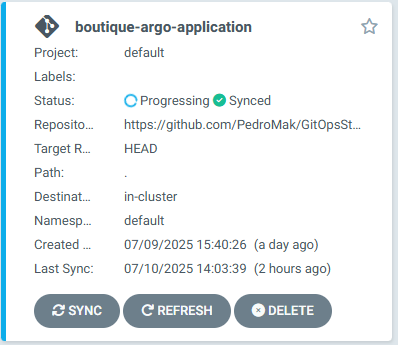 boutique-argo-application
Project: default
Labels:
Status: Progressing Synced
Reposito... https://github.com/PedroMak/GitOpsSt...
Target R... HEAD
Path: .
Destinat... in-cluster
Namesp... default
Created ... 07/09/2025 15:40:26 (a day ago)
Last Sync: 07/10/2025 14:03:39 (2 hours ago)
SYNC REFRESH DELETE